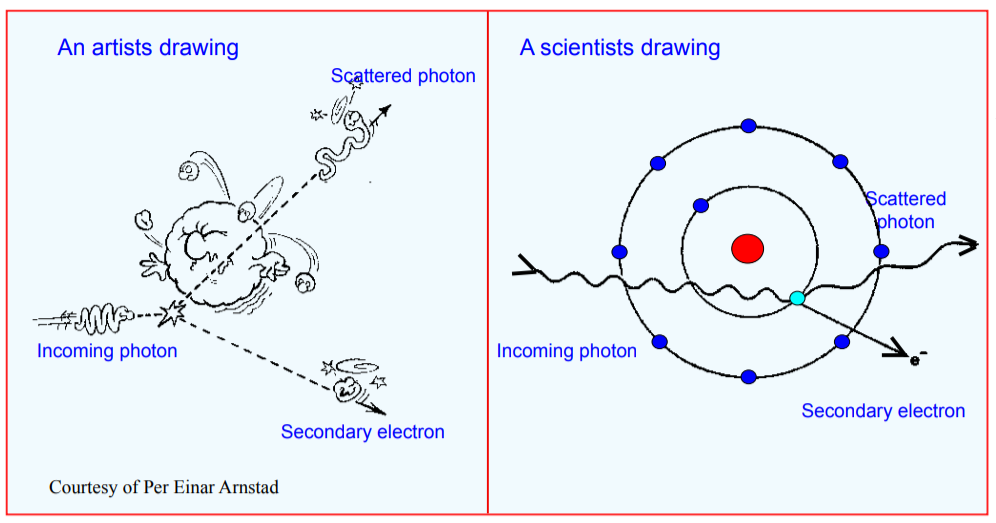 An artists drawing
Scattered photon
Incoming photon
Secondary electron
Courtesy of Per Einar Arnstad
A scientists drawing
Scattered
photon
Incoming photon
e-
Secondary electron